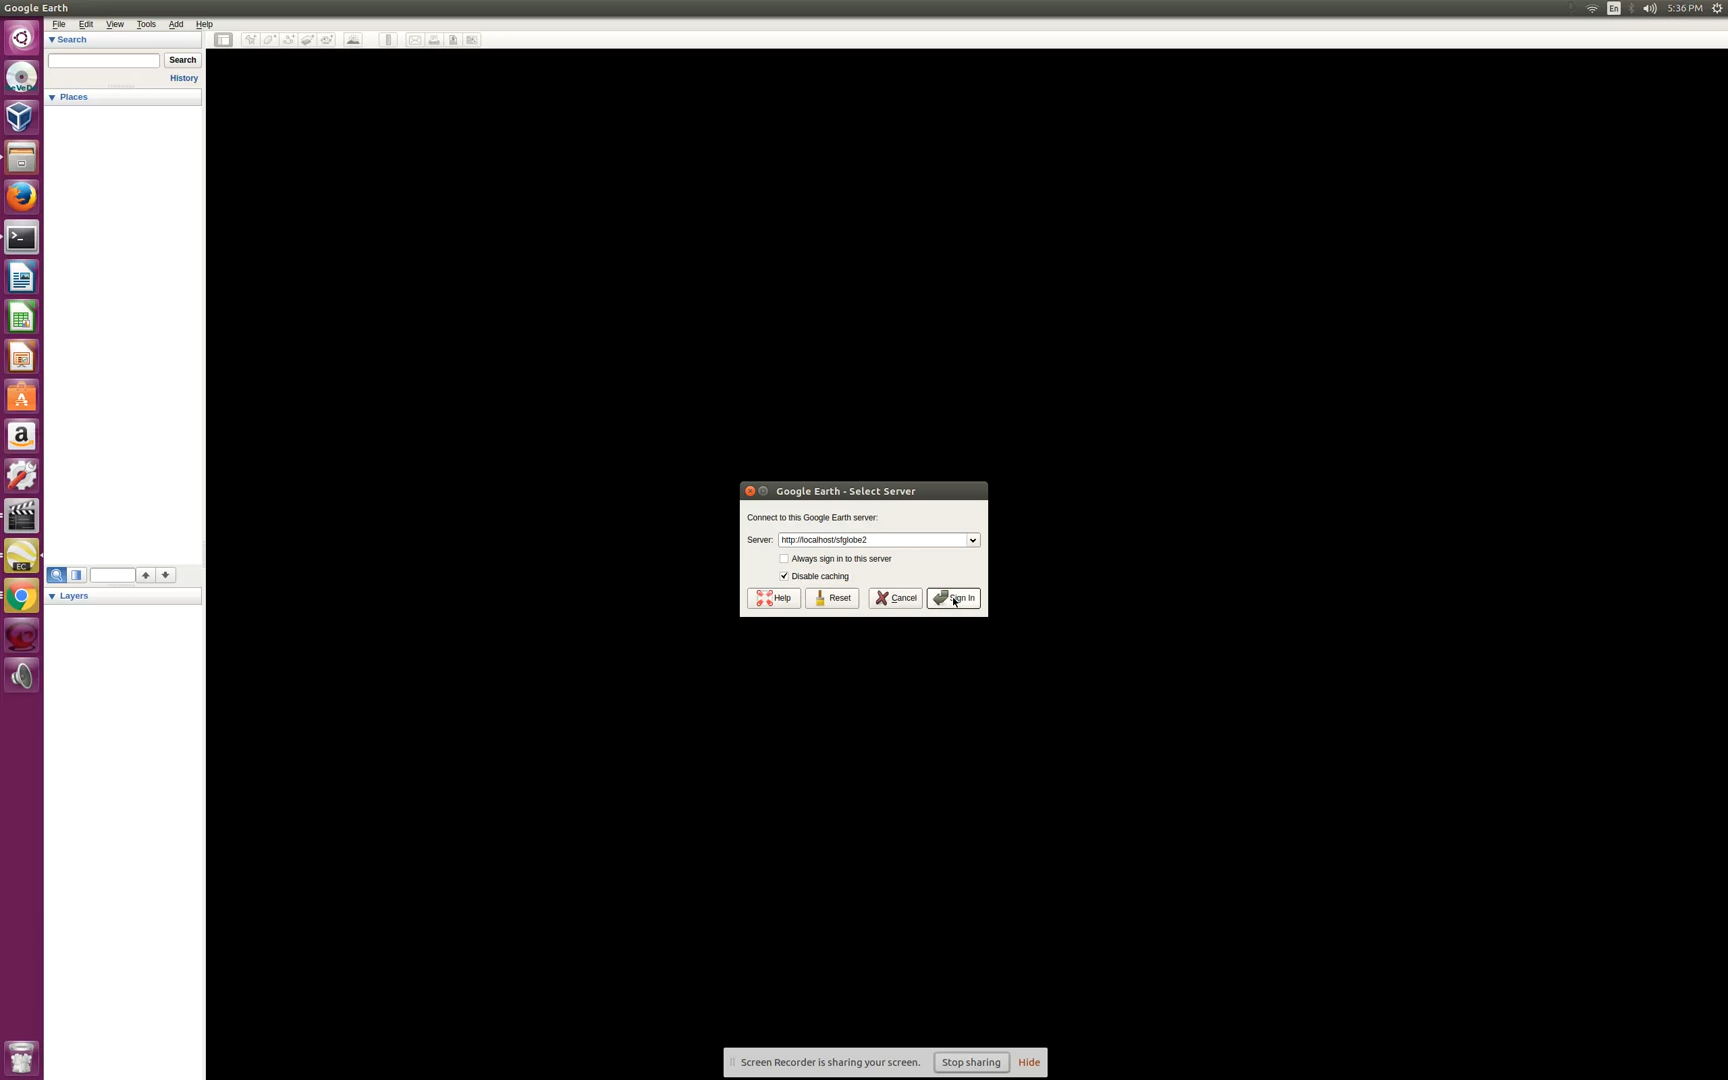 Google Earth
En
5:36 PM
File Edit View Tools Add Help
Search
Search
History
Places
Layers
EC
Google Earth - Select Server
Connect to this Google Earth server:
Server: http://localhost/sfglobe2
Always sign in to this server
Disable caching
Help Reset Cancel Sign In
Screen Recorder is sharing your screen. Stop sharing Hide